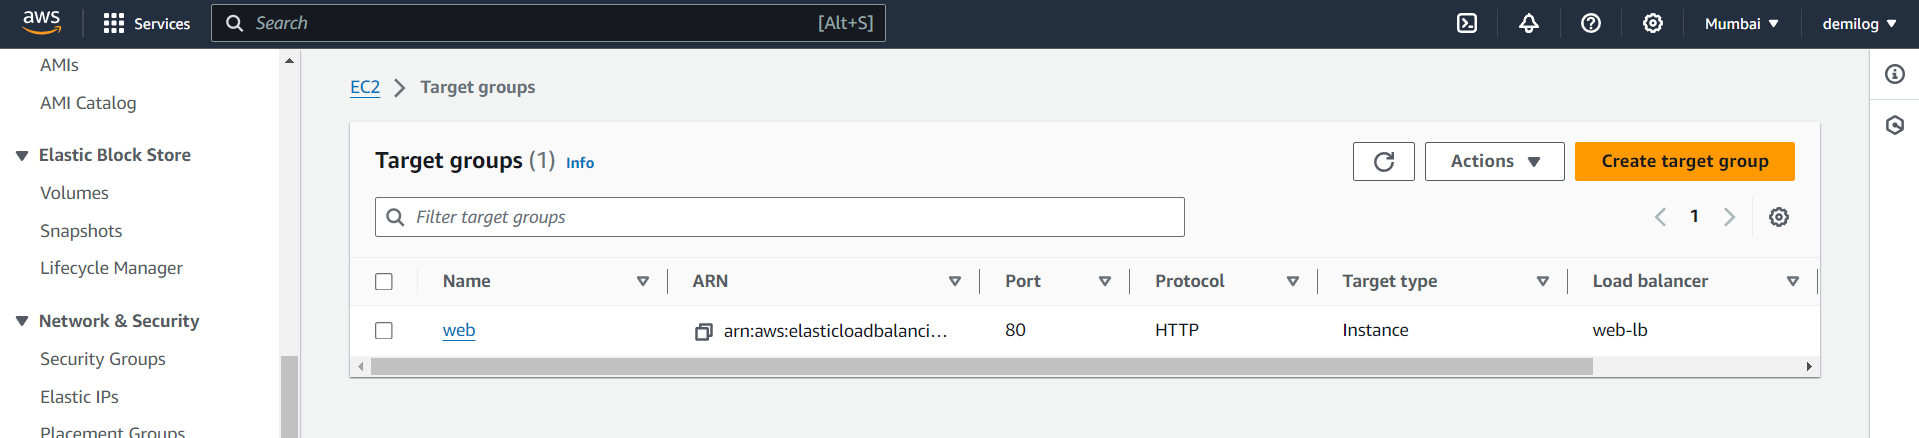 aws
Services
Search
[Alt+S]
Mumbai
demilog
AMIs
AMI Catalog
Elastic Block Store
Volumes
Snapshots
Lifecycle Manager
Network & Security
Security Groups
Elastic IPs
Placement Groups
EC2
Target groups
Target groups (1) Info
Actions
Create target group
Filter target groups
1
Name ARN Port Protocol Target type Load balancer
web arn:aws:elasticloadbalanci... 80 HTTP Instance web-lb